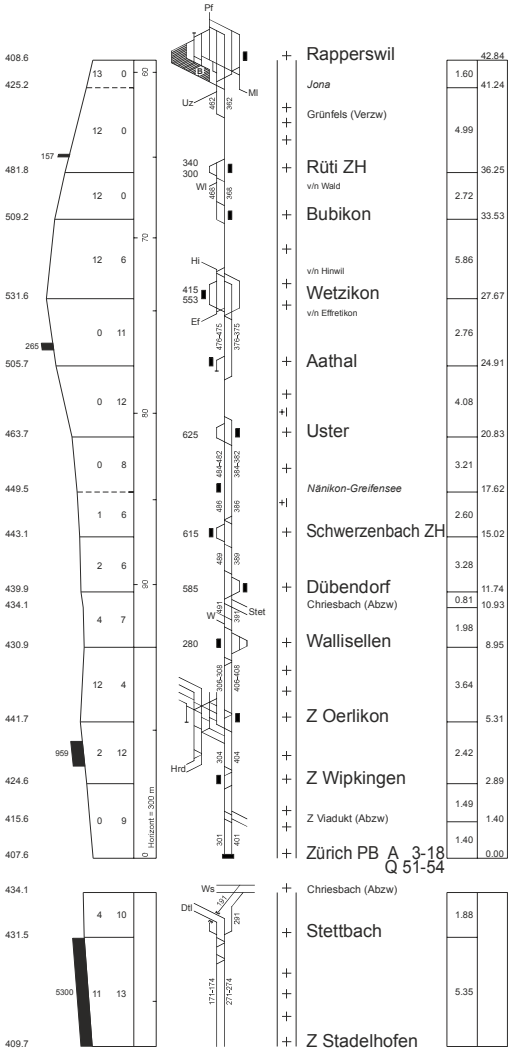 Pf
408.6 Rapperswil 42.84
13 0 60 B 1.60
425.2 Jona 41.24
Uz 462 362 Ml
Grünfels (Verzw)
12 0 4.99
157
340
481.8 Rüti ZH 36.25
300
Wl 468 368 v/n Wald
12 0 2.72
509.2 Bubikon 33.53
70
12 6 5.86
Hi v/n Hinwil
415
531.6 Wetzikon 27.67
553
Ef v/n Effretikon
0 11 476-475 376-375 2.76
265
505.7 Aathal 24.91
0 12 4.08
80
463.7 625 Uster 20.83
0 8 484-482 384-382 3.21
449.5 Nänikon-Greifensee 17.62
486 386
1 6 2.60
443.1 615 Schwerzenbach ZH 15.02
489 389
2 6 3.28
439.9 90 585 Dübendorf 11.74
0.81
434.1 491 391 Stet Chriesbach (Abzw) 10.93
W
4 7 1.98
430.9 280 Wallisellen 8.95
306-308 406-408
12 4 3.64
441.7 Z Oerlikon 5.31
959 2 12 304 404 2.42
Hrd
424.6 Z Wipkingen 2.89
1.49
415.6 Z Viadukt (Abzw) 1.40
0 9 Horizont = 300 m
301 401 1.40
407.6 0 Zürich PB A 3-18 0.00
Q 51-54
434.1 Ws Chriesbach (Abzw)
191
4 10 Dtl 291 1.88
431.5 Stettbach
5300 11 13 171-174 271-274 5.35
409.7 Z Stadelhofen